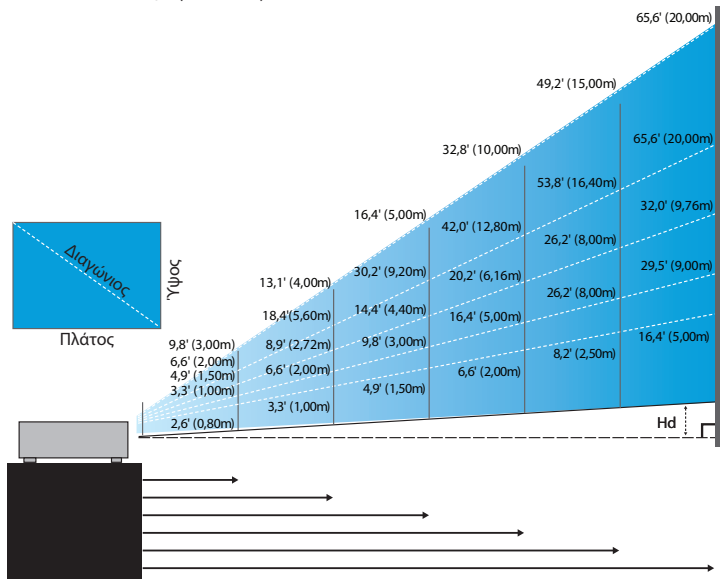 65,6' (20,00m)
49,2' (15,00m)
32,8' (10,00m)
65,6' (20,00m)
53,8' (16,40m)
16,4' (5,00m)
42,0' (12,80m)
32,0' (9,76m)
26,2' (8,00m)
13,1' (4,00m)
30,2' (9,20m)
20,2' (6,16m)
29,5' (9,00m)
26,2' (8,00m)
18,4'(5,60m)
14,4' (4,40m)
16,4' (5,00m)
16,4' (5,00m)
9,8' (3,00m)
8,9' (2,72m)
9,8' (3,00m)
8,2' (2,50m)
6,6' (2,00m)
6,6' (2,00m)
6,6' (2,00m)
4,9' (1,50m)
4,9' (1,50m)
3,3' (1,00m)
3,3' (1,00m)
2,6' (0,80m)
Διαγώνιος
Ύψος
Πλάτος
Hd